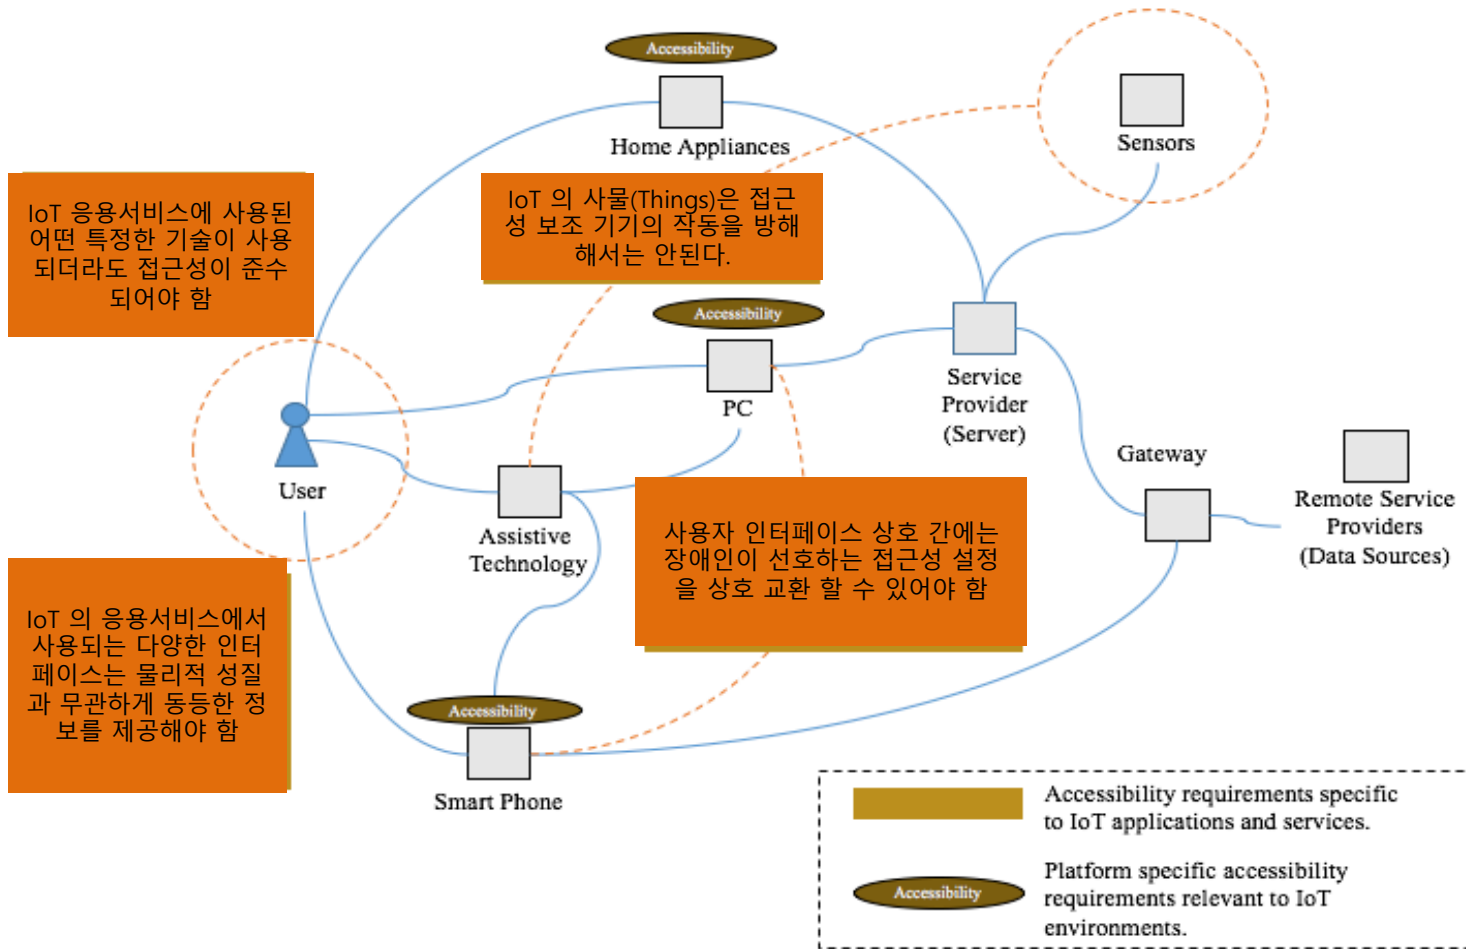 Accessibility
Home Appliances
Sensors
IoT 응용서비스에 사용된
어떤 특정한 기술이 사용
되더라도 접근성이 준수
되어야 함
IoT 의 사물(Things)은 접근
성 보조 기기의 작동을 방해
해서는 안된다.
Accessibility
PC
Service
Provider
(Server)
Gateway
Remote Service
Providers
(Data Sources)
User
Assistive
Technology
사용자 인터페이스 상호 간에는
장애인이 선호하는 접근성 설정
을 상호 교환 할 수 있어야 함
IoT 의 응용서비스에서
사용되는 다양한 인터
페이스는 물리적 성질
과 무관하게 동등한 정
보를 제공해야 함
Accessibility
Smart Phone
Accessibility requirements specific
to IoT applications and services.
Accessibility
Platform specific accessibility
requirements relevant to IoT
environments.